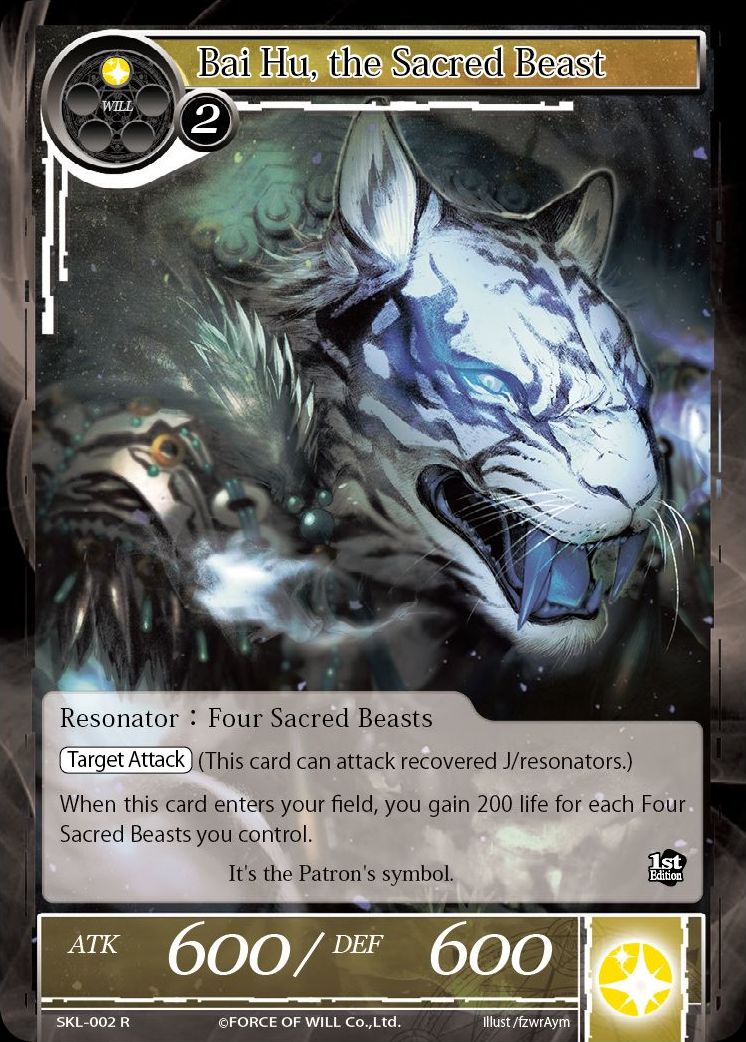 Bai Hu, the Sacred Beast
WILL
2
Resonator : Four Sacred Beasts
Target Attack (This card can attack recovered J/resonators.)
When this card enters your field, you gain 200 life for each Four
Sacred Beasts you control.
It's the Patron's symbol.
1st
Edition
ATK 600/ DEF 600
SKL-002 R ©FORCE OF WILL Co.,Ltd. Illust /fzwrAym